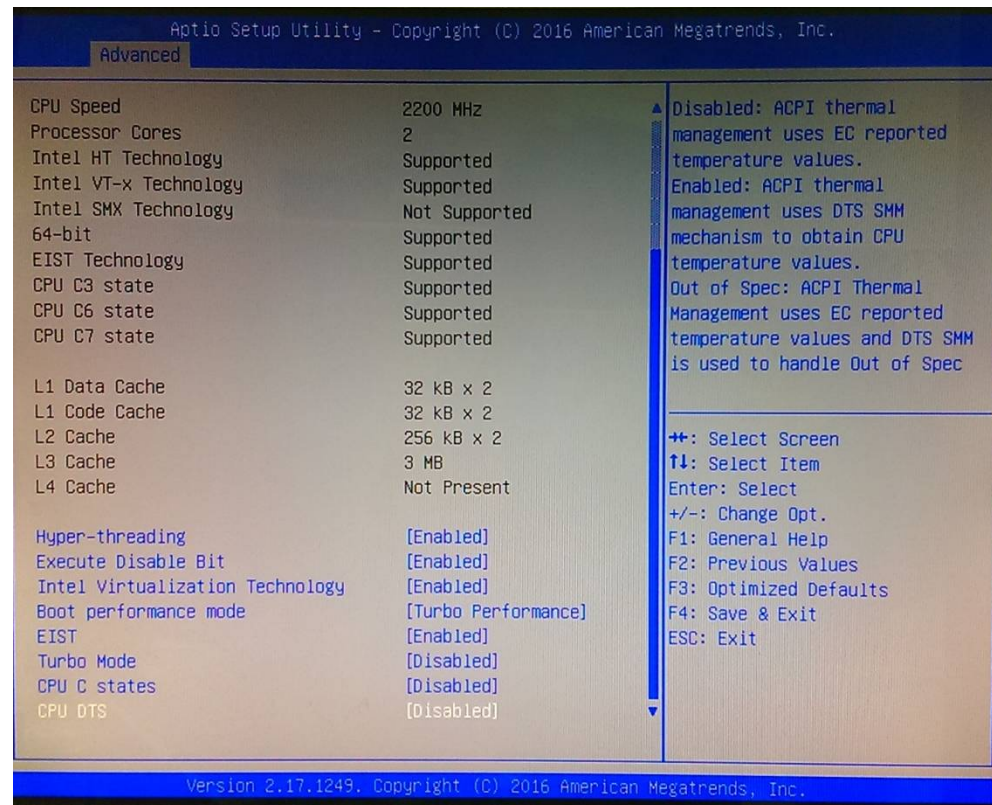 Aptio Setup Utility - Copyright (C) 2016 American Megatrends, Inc.
Advanced
CPU Speed 2200 MHz
Processor Cores 2
Intel HT Technology Supported
Intel VT-x Technology Supported
Intel SMX Technology Not Supported
64-bit Supported
EIST Technology Supported
CPU C3 state Supported
CPU C6 state Supported
CPU C7 state Supported
L1 Data Cache 32 kB x 2
L1 Code Cache 32 kB x 2
L2 Cache 256 kB x 2
L3 Cache 3 MB
L4 Cache Not Present
Hyper-threading [Enabled]
Execute Disable Bit [Enabled]
Intel Virtualization Technology [Enabled]
Boot performance mode [Turbo Performance]
EIST [Enabled]
Turbo Mode [Disabled]
CPU C states [Disabled]
CPU DTS [Disabled]
Disabled: ACPI thermal
management uses EC reported
temperature values.
Enabled: ACPI thermal
management uses DTS SMM
mechanism to obtain CPU
temperature values.
Out of Spec: ACPI Thermal
Management uses EC reported
temperature values and DTS SMM
is used to handle Out of Spec
→←: Select Screen
↑↓: Select Item
Enter: Select
+/-: Change Opt.
F1: General Help
F2: Previous Values
F3: Optimized Defaults
F4: Save & Exit
ESC: Exit
Version 2.17.1249. Copyright (C) 2016 American Megatrends, Inc.